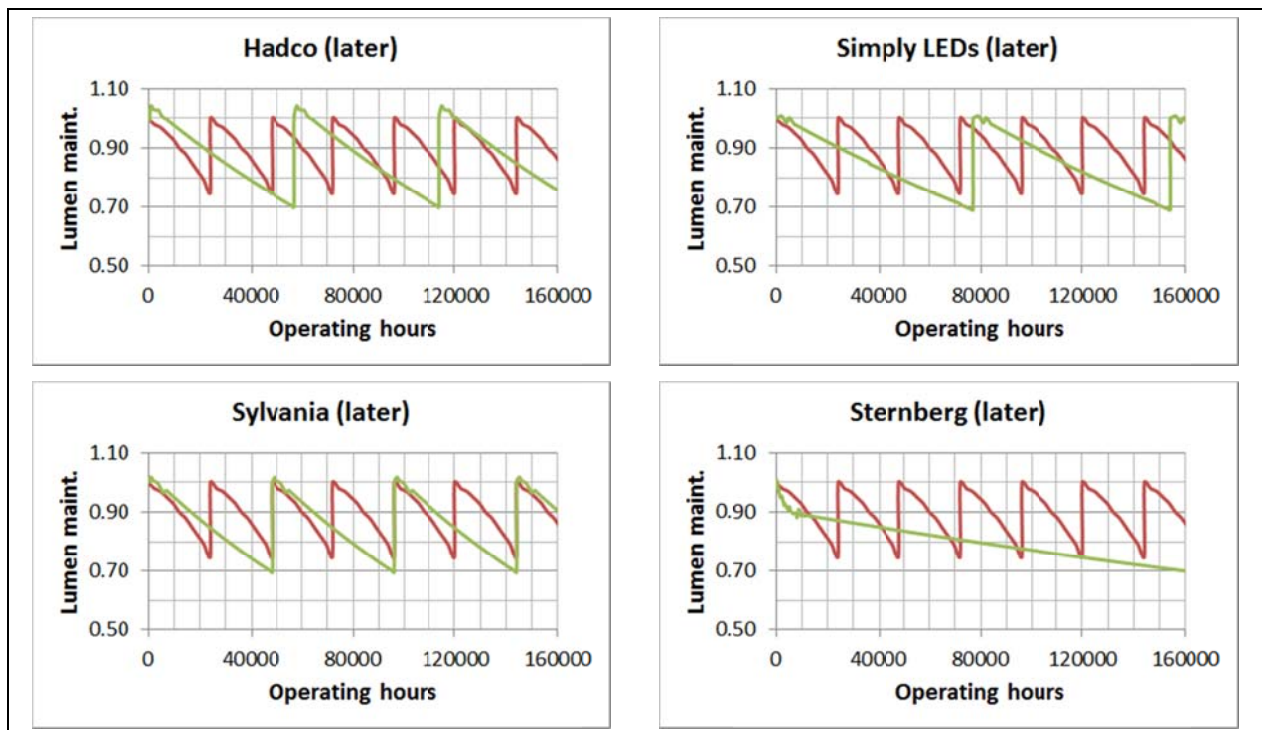 Hadco (later)
Lumen maint.
1.10
0.90
0.70
0.50
0 40000 80000 120000 160000
Operating hours
Simply LEDs (later)
Lumen maint.
1.10
0.90
0.70
0.50
0 40000 80000 120000 160000
Operating hours
Sylvania (later)
Lumen maint.
1.10
0.90
0.70
0.50
0 40000 80000 120000 160000
Operating hours
Sternberg (later)
Lumen maint.
1.10
0.90
0.70
0.50
0 40000 80000 120000 160000
Operating hours